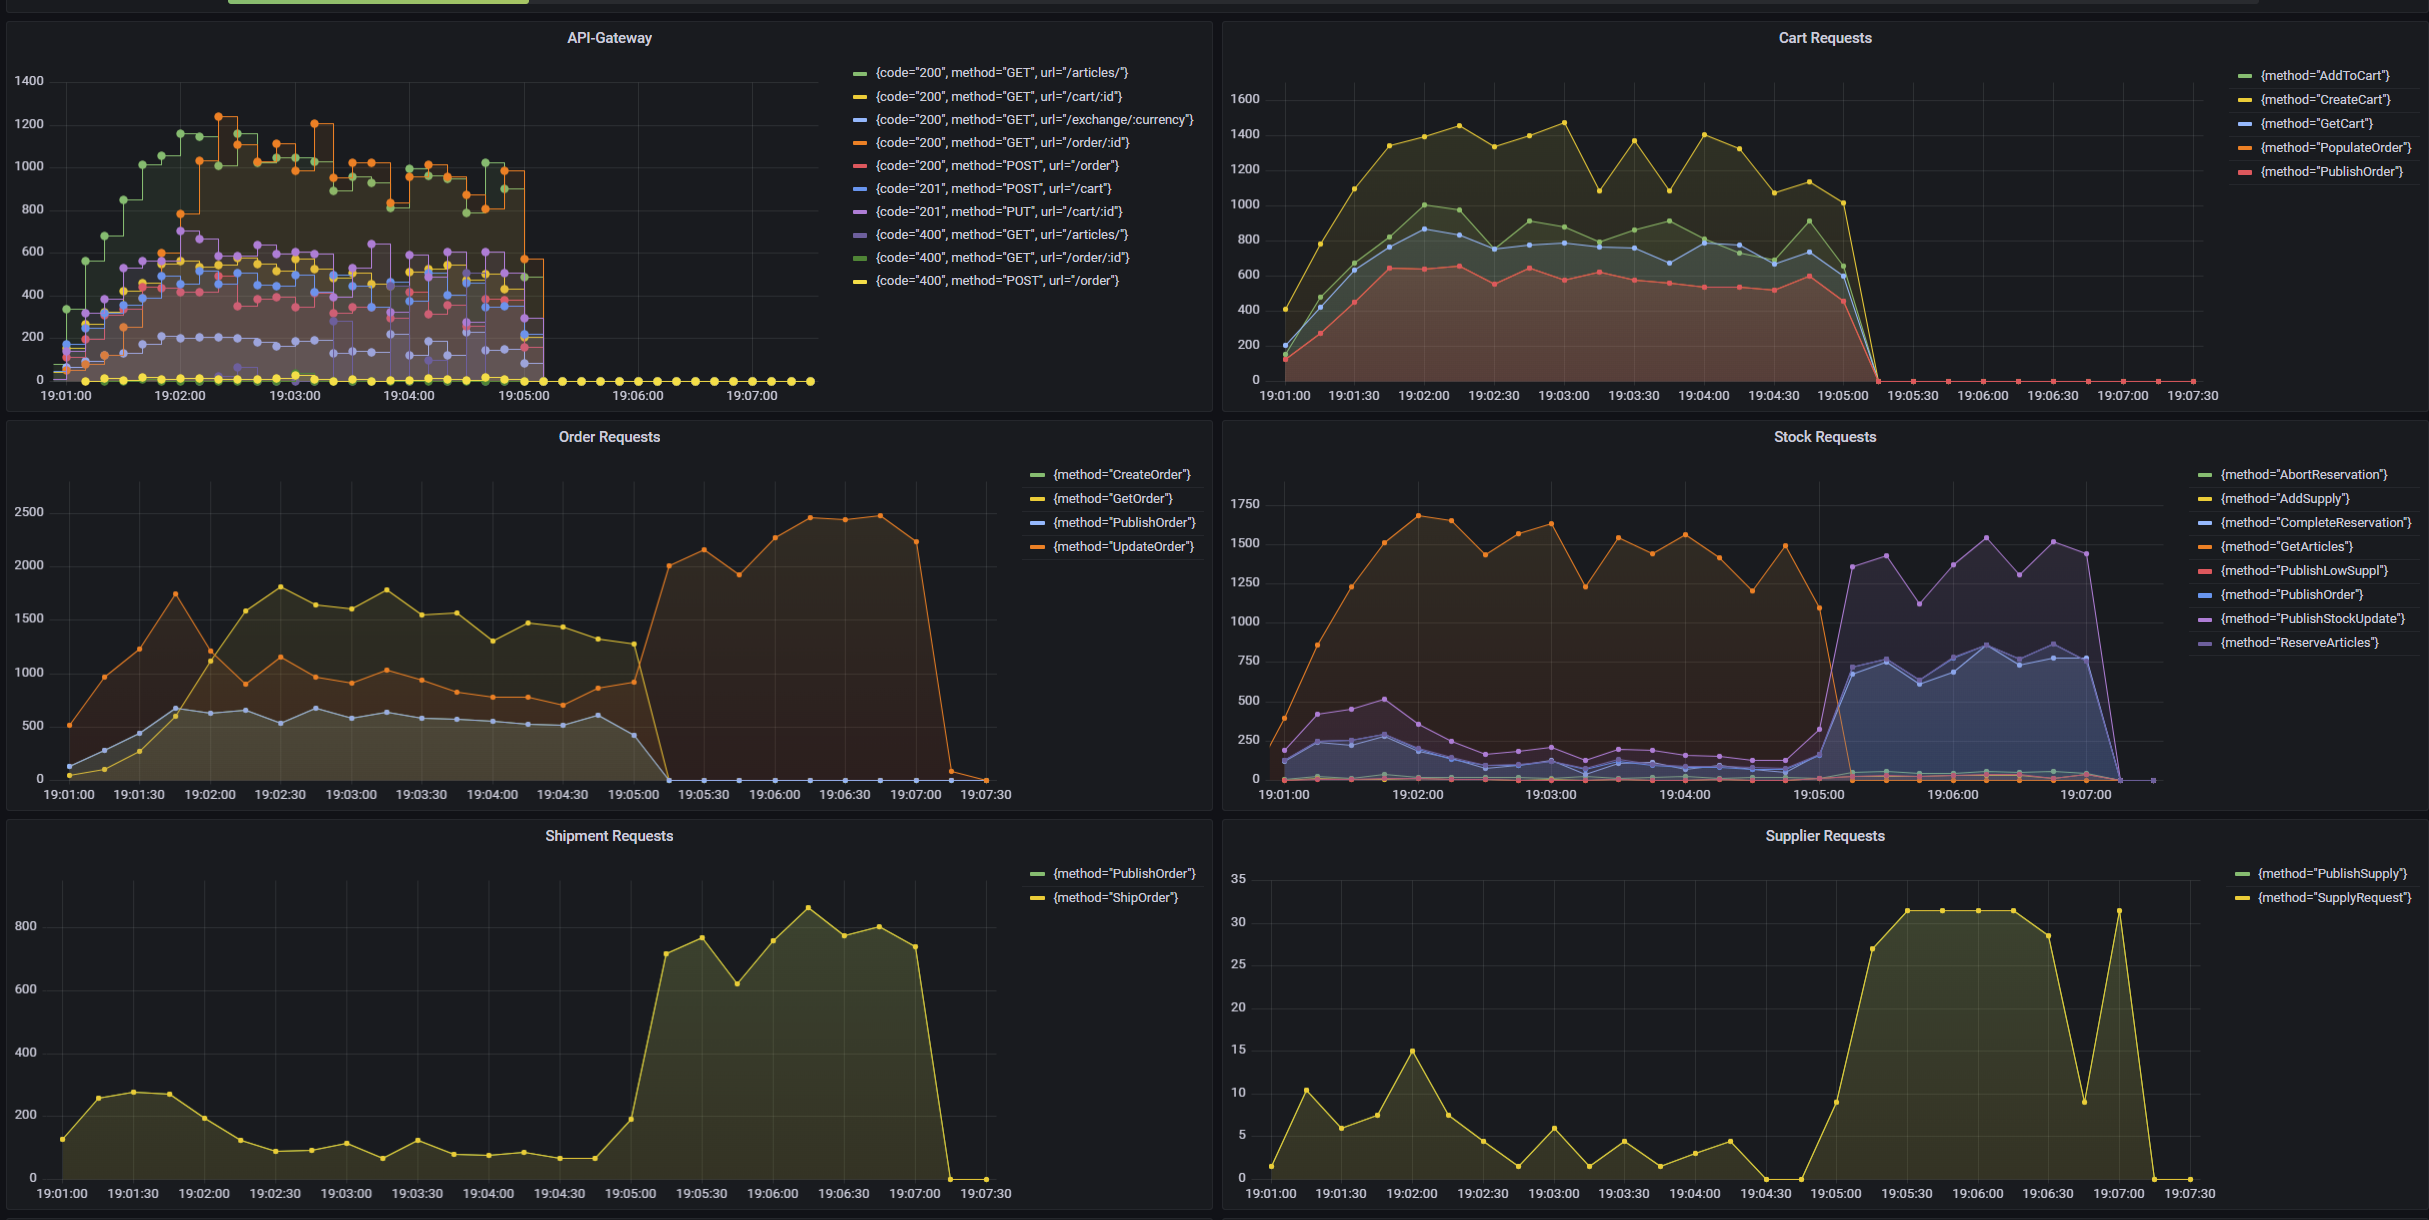 API-Gateway
1400
1200
1000
800
600
400
200
0
19:01:00 19:02:00 19:03:00 19:04:00 19:05:00 19:06:00 19:07:00
{code="200", method="GET", url="/articles/"}
{code="200", method="GET", url="/cart/:id"}
{code="200", method="GET", url="/exchange/:currency"}
{code="200", method="GET", url="/order/:id"}
{code="200", method="POST", url="/order"}
{code="201", method="POST", url="/cart"}
{code="201", method="PUT", url="/cart/:id"}
{code="400", method="GET", url="/articles/"}
{code="400", method="GET", url="/order/:id"}
{code="400", method="POST", url="/order"}
Cart Requests
1600
1400
1200
1000
800
600
400
200
0
19:01:00 19:01:30 19:02:00 19:02:30 19:03:00 19:03:30 19:04:00 19:04:30 19:05:00 19:05:30 19:06:00 19:06:30 19:07:00 19:07:30
{method="AddToCart"}
{method="CreateCart"}
{method="GetCart"}
{method="PopulateOrder"}
{method="PublishOrder"}
Order Requests
2500
2000
1500
1000
500
0
19:01:00 19:01:30 19:02:00 19:02:30 19:03:00 19:03:30 19:04:00 19:04:30 19:05:00 19:05:30 19:06:00 19:06:30 19:07:00 19:07:30
{method="CreateOrder"}
{method="GetOrder"}
{method="PublishOrder"}
{method="UpdateOrder"}
Stock Requests
1750
1500
1250
1000
750
500
250
0
19:01:00 19:02:00 19:03:00 19:04:00 19:05:00 19:06:00 19:07:00
{method="AbortReservation"}
{method="AddSupply"}
{method="CompleteReservation"}
{method="GetArticles"}
{method="PublishLowSuppl"}
{method="PublishOrder"}
{method="PublishStockUpdate"}
{method="ReserveArticles"}
Shipment Requests
800
600
400
200
0
19:01:00 19:01:30 19:02:00 19:02:30 19:03:00 19:03:30 19:04:00 19:04:30 19:05:00 19:05:30 19:06:00 19:06:30 19:07:00 19:07:30
{method="PublishOrder"}
{method="ShipOrder"}
Supplier Requests
35
30
25
20
15
10
5
0
19:01:00 19:01:30 19:02:00 19:02:30 19:03:00 19:03:30 19:04:00 19:04:30 19:05:00 19:05:30 19:06:00 19:06:30 19:07:00 19:07:30
{method="PublishSupply"}
{method="SupplyRequest"}